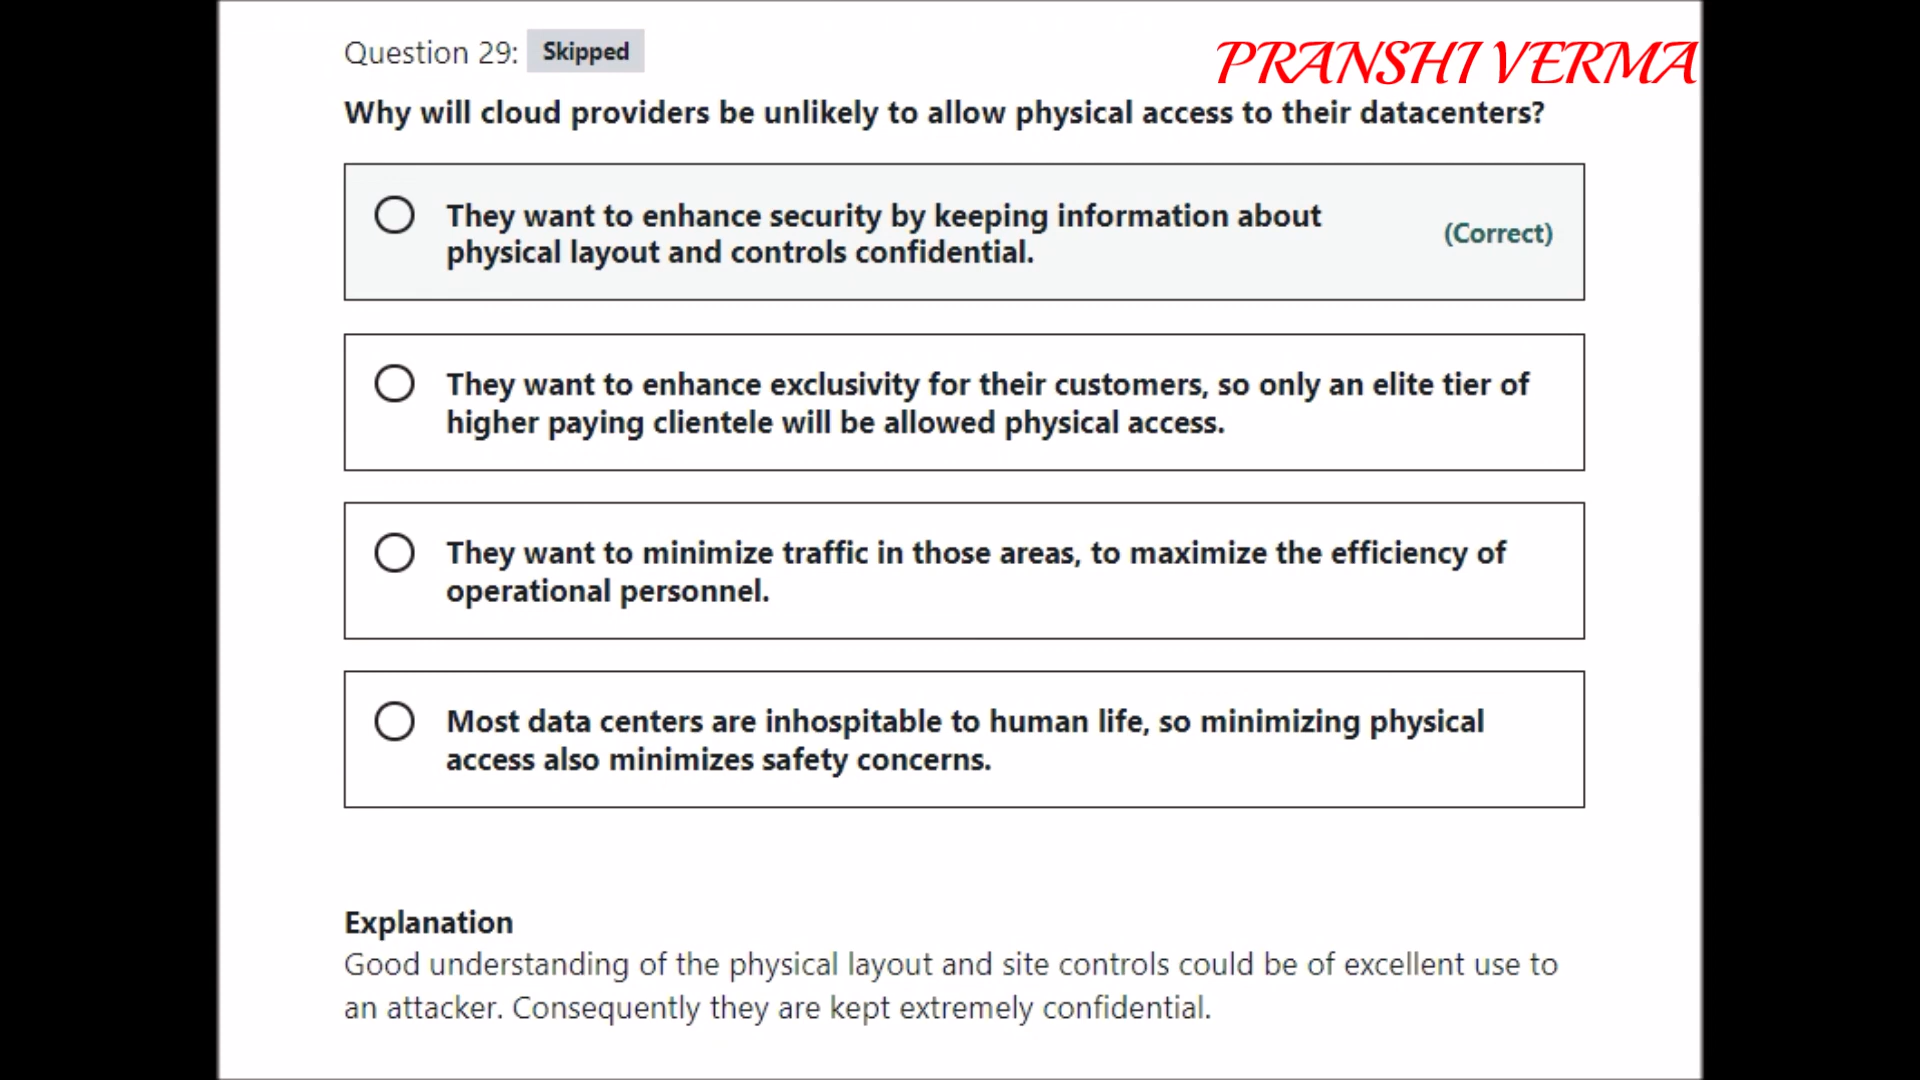 Question 29: Skipped
PRANSHI VERMA
Why will cloud providers be unlikely to allow physical access to their datacenters?
They want to enhance security by keeping information about
physical layout and controls confidential.
(Correct)
They want to enhance exclusivity for their customers, so only an elite tier of
higher paying clientele will be allowed physical access.
They want to minimize traffic in those areas, to maximize the efficiency of
operational personnel.
Most data centers are inhospitable to human life, so minimizing physical
access also minimizes safety concerns.
Explanation
Good understanding of the physical layout and site controls could be of excellent use to
an attacker. Consequently they are kept extremely confidential.